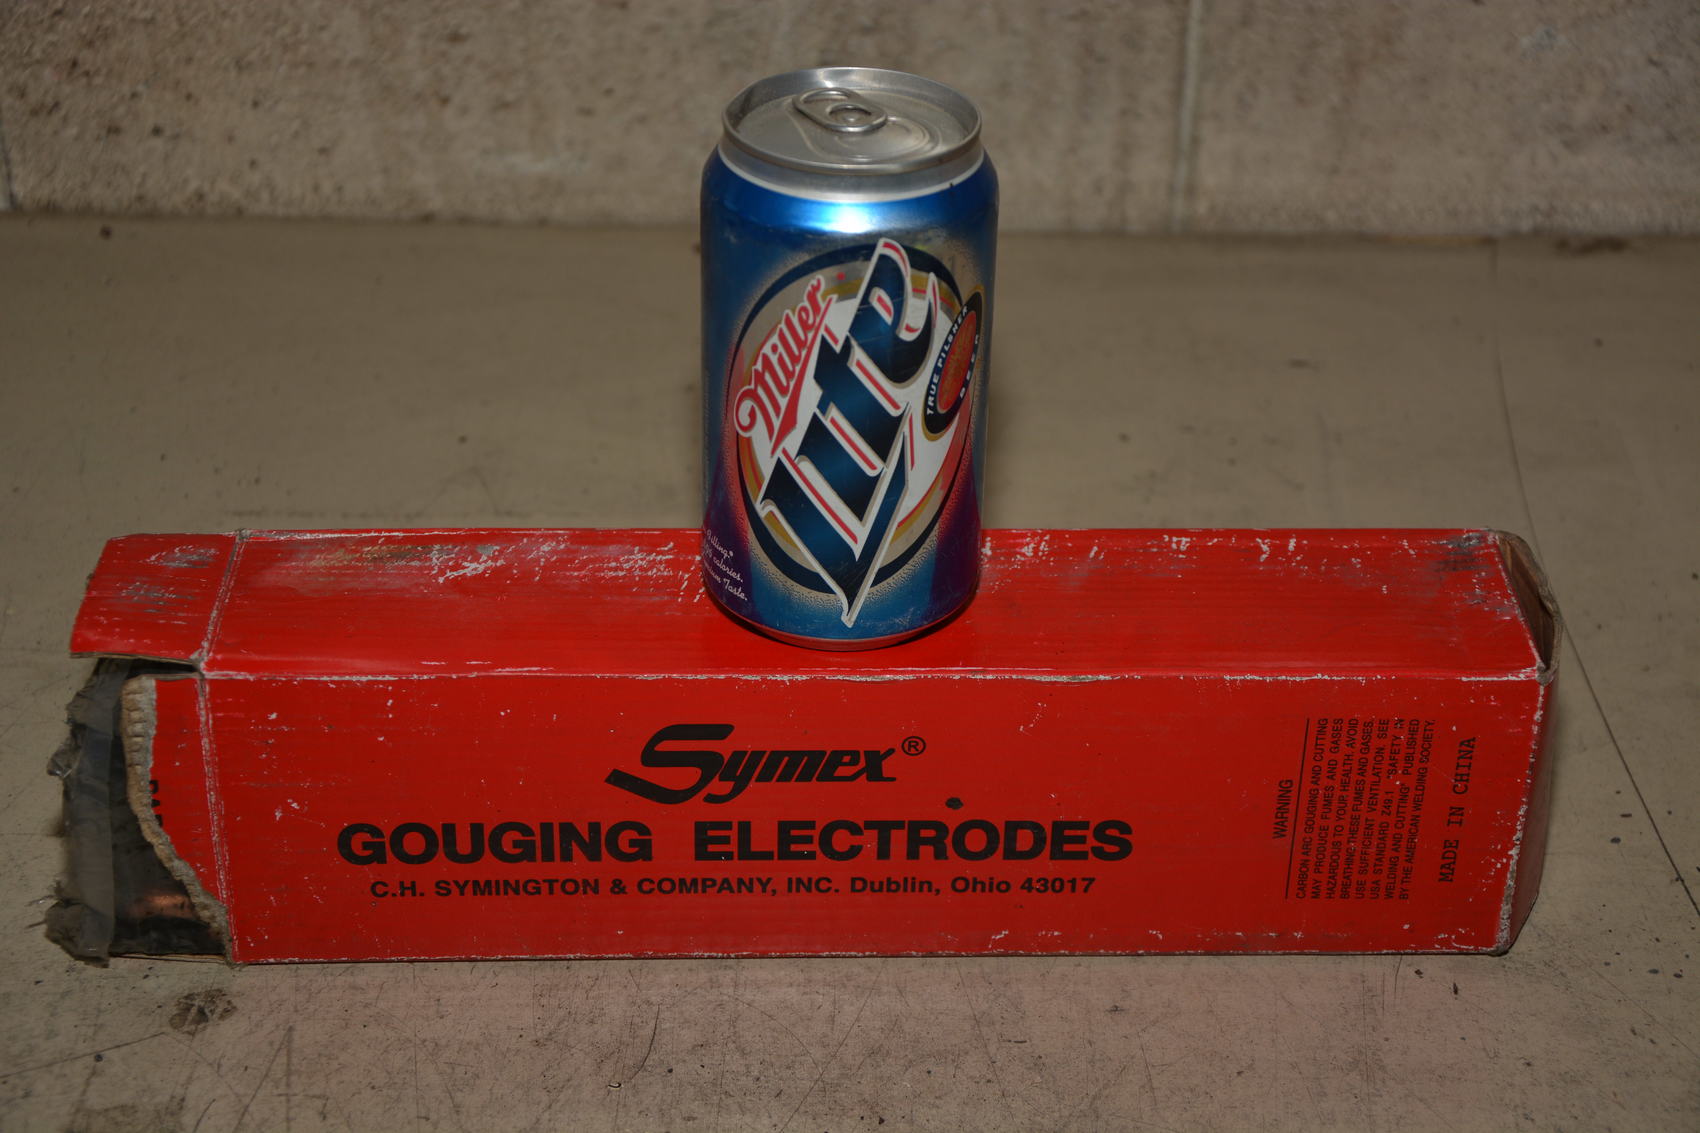 Miller
Lite
TRUE PILSNER
BEER
Filling®
calories.
Taste.
Symex®
GOUGING ELECTRODES
C.H. SYMINGTON & COMPANY, INC. Dublin, Ohio 43017
WARNING
CARBON ARC GOUGING AND CUTTING
MAY PRODUCE FUMES AND GASES
HAZARDOUS TO YOUR HEALTH. AVOID
BREATHING THESE FUMES AND GASES.
USE SUFFICIENT VENTILATION. SEE
USA STANDARD Z49.1 "SAFETY IN
WELDING AND CUTTING" PUBLISHED
BY THE AMERICAN WELDING SOCIETY.
MADE IN CHINA